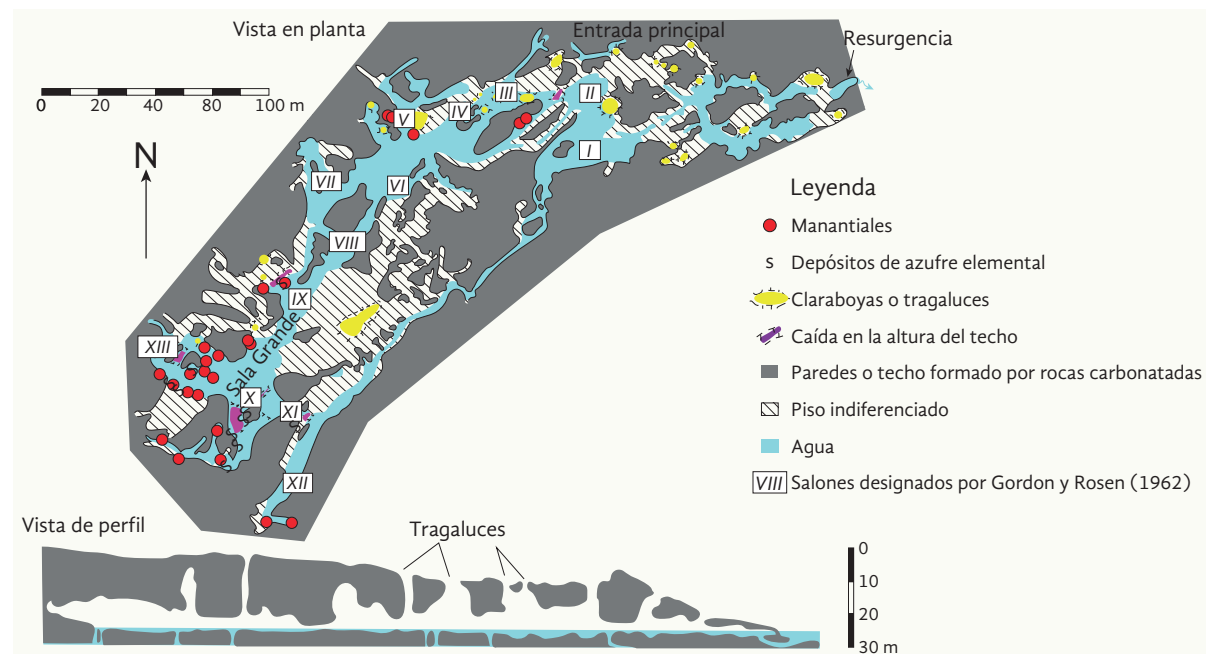 Vista en planta
Entrada principal
Resurgencia
0 20 40 60 80 100 m
N
III
II
IV
V
I
VII
VI
VIII
IX
XIII
Sala Grande
X
XI
XII
Leyenda
Manantiales
s Depósitos de azufre elemental
Claraboyas o tragaluces
Caída en la altura del techo
Paredes o techo formado por rocas carbonatadas
Piso indiferenciado
Agua
VIII Salones designados por Gordon y Rosen (1962)
Vista de perfil
Tragaluces
0
10
20
30 m